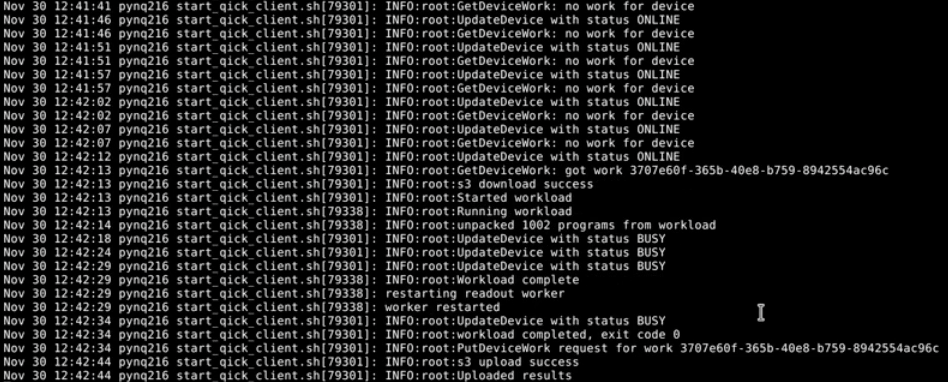 Nov 30 12:41:41 pynq216 start_qick_client.sh[79301]: INFO:root:GetDeviceWork: no work for device
Nov 30 12:41:46 pynq216 start_qick_client.sh[79301]: INFO:root:UpdateDevice with status ONLINE
Nov 30 12:41:46 pynq216 start_qick_client.sh[79301]: INFO:root:GetDeviceWork: no work for device
Nov 30 12:41:51 pynq216 start_qick_client.sh[79301]: INFO:root:UpdateDevice with status ONLINE
Nov 30 12:41:51 pynq216 start_qick_client.sh[79301]: INFO:root:GetDeviceWork: no work for device
Nov 30 12:41:57 pynq216 start_qick_client.sh[79301]: INFO:root:UpdateDevice with status ONLINE
Nov 30 12:41:57 pynq216 start_qick_client.sh[79301]: INFO:root:GetDeviceWork: no work for device
Nov 30 12:42:02 pynq216 start_qick_client.sh[79301]: INFO:root:UpdateDevice with status ONLINE
Nov 30 12:42:02 pynq216 start_qick_client.sh[79301]: INFO:root:GetDeviceWork: no work for device
Nov 30 12:42:07 pynq216 start_qick_client.sh[79301]: INFO:root:UpdateDevice with status ONLINE
Nov 30 12:42:07 pynq216 start_qick_client.sh[79301]: INFO:root:GetDeviceWork: no work for device
Nov 30 12:42:12 pynq216 start_qick_client.sh[79301]: INFO:root:UpdateDevice with status ONLINE
Nov 30 12:42:13 pynq216 start_qick_client.sh[79301]: INFO:root:GetDeviceWork: got work 3707e60f-365b-40e8-b759-8942554ac96c
Nov 30 12:42:13 pynq216 start_qick_client.sh[79301]: INFO:root:s3 download success
Nov 30 12:42:13 pynq216 start_qick_client.sh[79301]: INFO:root:Started workload
Nov 30 12:42:13 pynq216 start_qick_client.sh[79338]: INFO:root:Running workload
Nov 30 12:42:14 pynq216 start_qick_client.sh[79338]: INFO:root:unpacked 1002 programs from workload
Nov 30 12:42:18 pynq216 start_qick_client.sh[79301]: INFO:root:UpdateDevice with status BUSY
Nov 30 12:42:24 pynq216 start_qick_client.sh[79301]: INFO:root:UpdateDevice with status BUSY
Nov 30 12:42:29 pynq216 start_qick_client.sh[79301]: INFO:root:UpdateDevice with status BUSY
Nov 30 12:42:29 pynq216 start_qick_client.sh[79338]: INFO:root:Workload complete
Nov 30 12:42:29 pynq216 start_qick_client.sh[79338]: restarting readout worker
Nov 30 12:42:29 pynq216 start_qick_client.sh[79338]: worker restarted
Nov 30 12:42:34 pynq216 start_qick_client.sh[79301]: INFO:root:UpdateDevice with status BUSY
Nov 30 12:42:34 pynq216 start_qick_client.sh[79301]: INFO:root:workload completed, exit code 0
Nov 30 12:42:34 pynq216 start_qick_client.sh[79301]: INFO:root:PutDeviceWork request for work 3707e60f-365b-40e8-b759-8942554ac96c
Nov 30 12:42:44 pynq216 start_qick_client.sh[79301]: INFO:root:s3 upload success
Nov 30 12:42:44 pynq216 start_qick_client.sh[79301]: INFO:root:Uploaded results